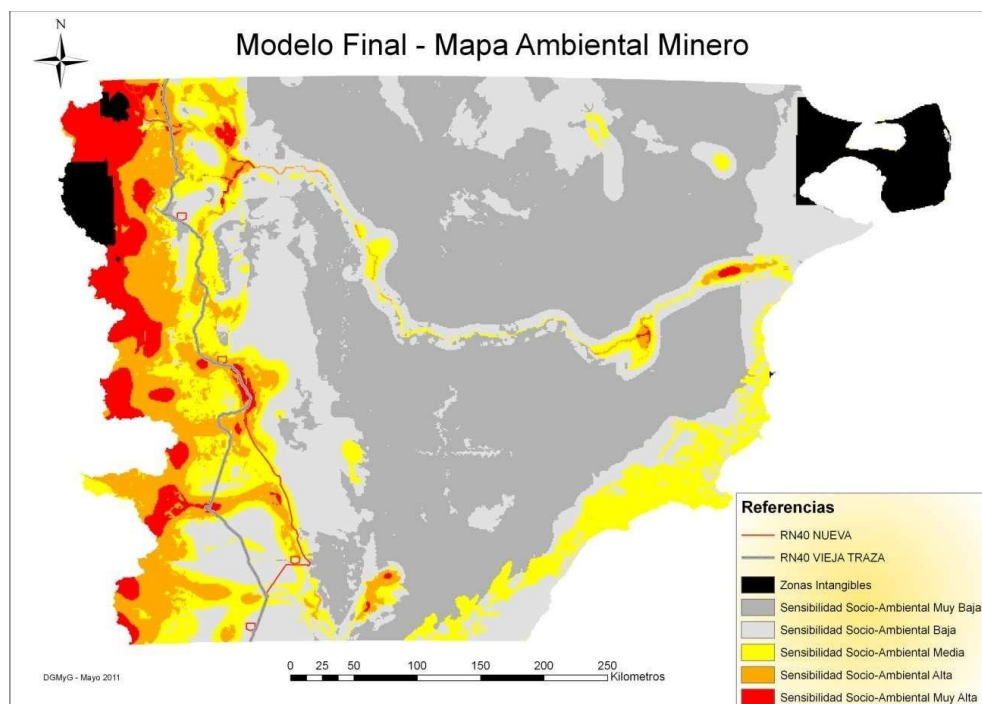 N
Modelo Final - Mapa Ambiental Minero
Referencias
RN40 NUEVA
RN40 VIEJA TRAZA
Zonas Intangibles
Sensibilidad Socio-Ambiental Muy Baja
Sensibilidad Socio-Ambiental Baja
Sensibilidad Socio-Ambiental Media
Sensibilidad Socio-Ambiental Alta
Sensibilidad Socio-Ambiental Muy Alta
0 25 50 100 150 200 250
Kilometros
DGMyG - Mayo 2011